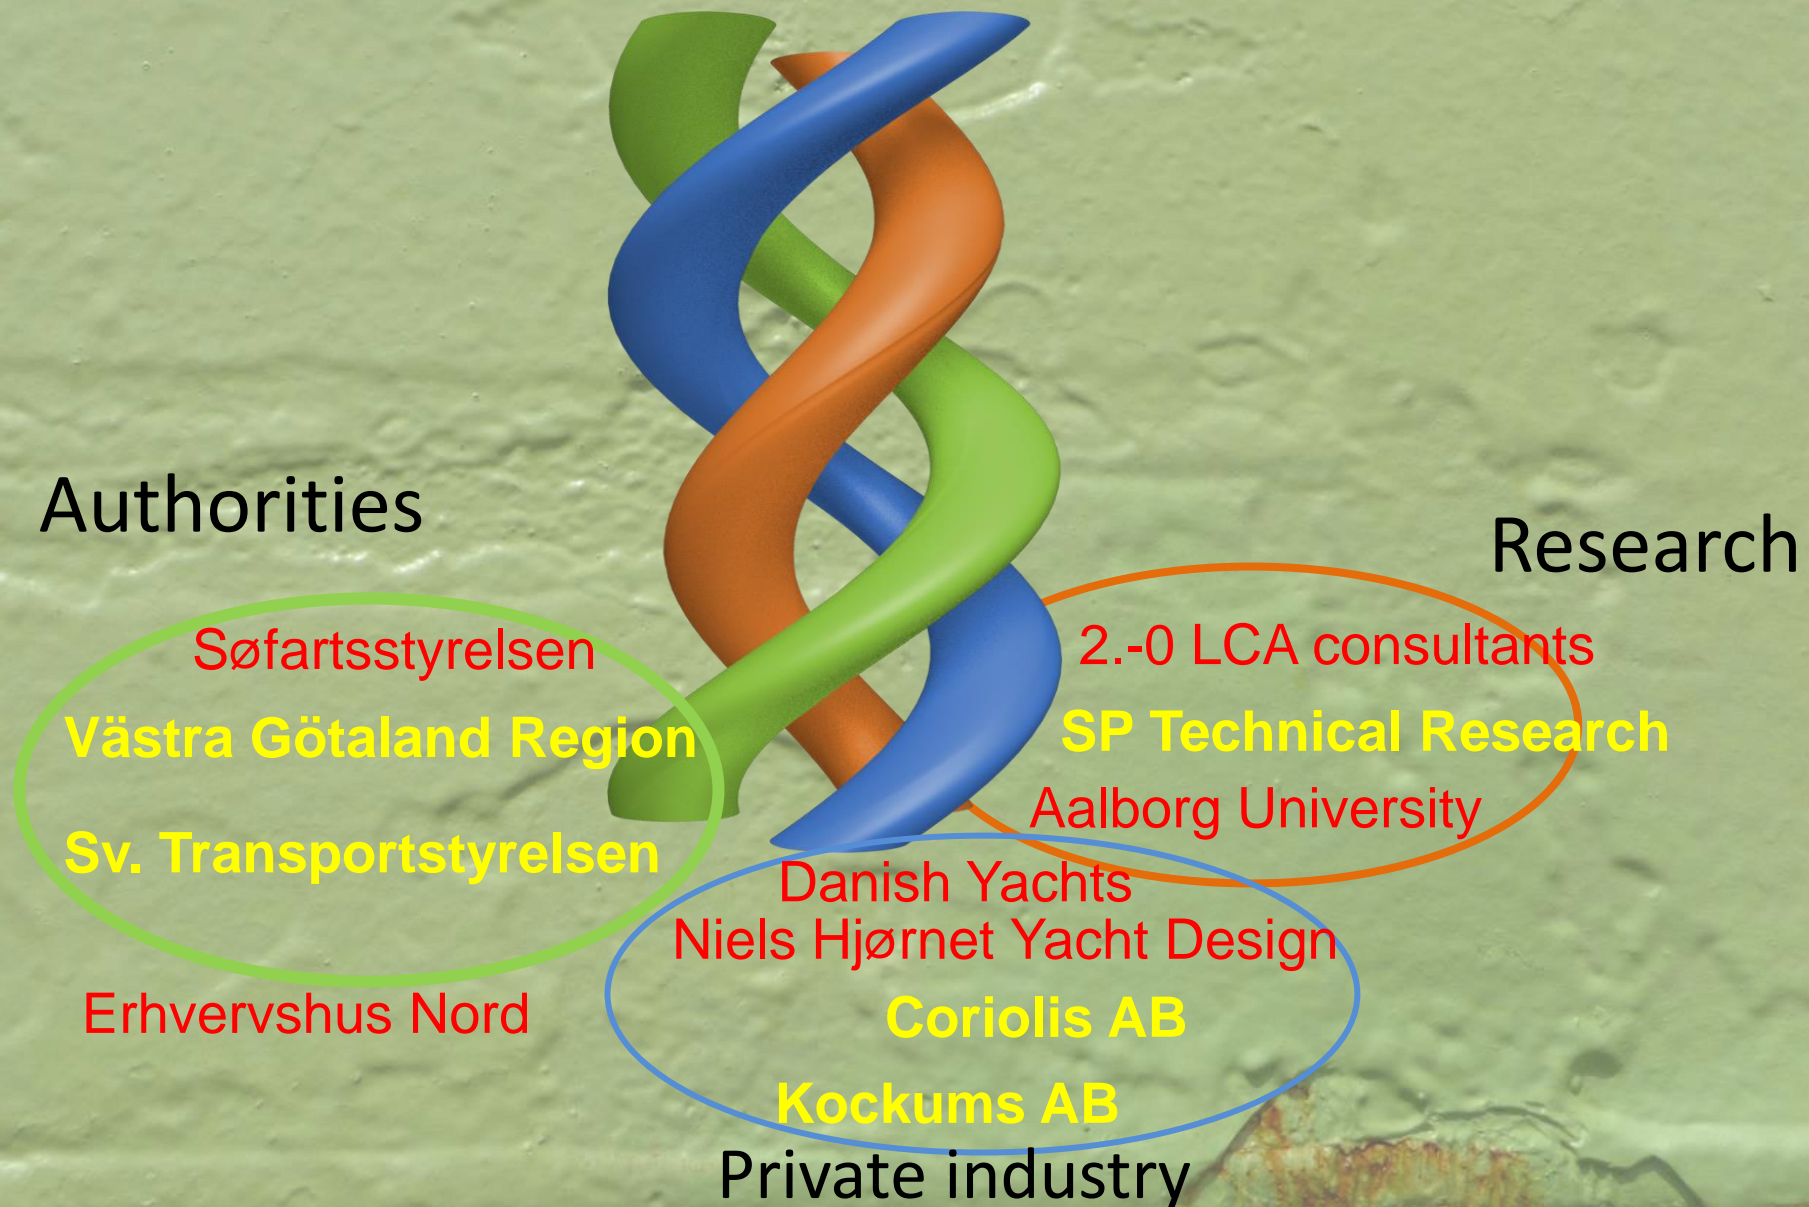 Authorities
Søfartsstyrelsen
Västra Götaland Region
Sv. Transportstyrelsen
Erhvervshus Nord
Research
2.-0 LCA consultants
SP Technical Research
Aalborg University
Danish Yachts
Niels Hjørnet Yacht Design
Coriolis AB
Kockums AB
Private industry